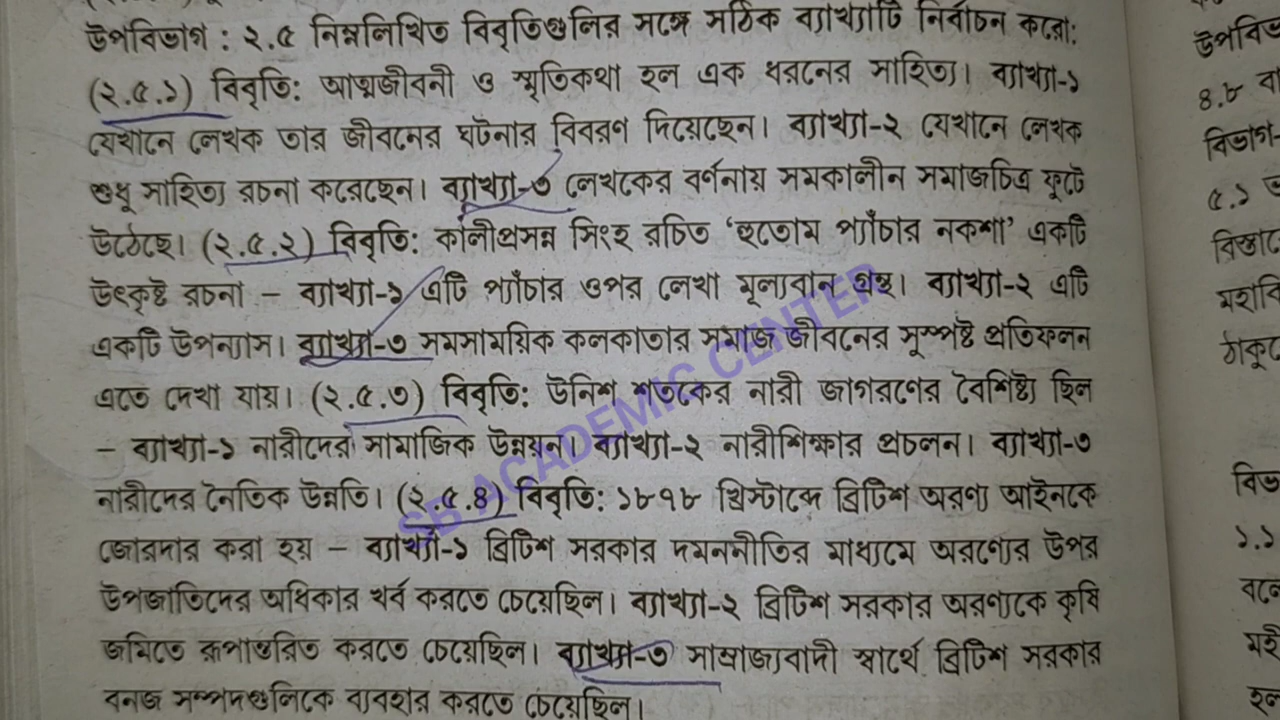 উপবিভাগ : ২.৫ নিম্নলিখিত বিবৃতিগুলির সঙ্গে সঠিক ব্যাখ্যাটি নির্বাচন করো:
(২.৫.১) বিবৃতি: আত্মজীবনী ও স্মৃতিকথা হল এক ধরনের সাহিত্য। ব্যাখ্যা-১
যেখানে লেখক তার জীবনের ঘটনার বিবরণ দিয়েছেন। ব্যাখ্যা-২ যেখানে লেখক
শুধু সাহিত্য রচনা করেছেন। ব্যাখ্যা-৩ লেখকের বর্ণনায় সমকালীন সমাজচিত্র ফুটে
উঠেছে। (২.৫.২) বিবৃতি: কালীপ্রসন্ন সিংহ রচিত ‘হুতোম প্যাঁচার নকশা’ একটি
উৎকৃষ্ট রচনা – ব্যাখ্যা-১ এটি প্যাঁচার ওপর লেখা মূল্যবান গ্রন্থ। ব্যাখ্যা-২ এটি
একটি উপন্যাস। ব্যাখ্যা-৩ সমসাময়িক কলকাতার সমাজ জীবনের সুস্পষ্ট প্রতিফলন
এতে দেখা যায়। (২.৫.৩) বিবৃতি: উনিশ শতকের নারী জাগরণের বৈশিষ্ট্য ছিল
– ব্যাখ্যা-১ নারীদের সামাজিক উন্নয়ন। ব্যাখ্যা-২ নারীশিক্ষার প্রচলন। ব্যাখ্যা-৩
নারীদের নৈতিক উন্নতি। (২.৫.৪) বিবৃতি: ১৮৭৮ খ্রিস্টাব্দে ব্রিটিশ অরণ্য আইনকে
জোরদার করা হয় – ব্যাখ্যা-১ ব্রিটিশ সরকার দমননীতির মাধ্যমে অরণ্যের উপর
উপজাতিদের অধিকার খর্ব করতে চেয়েছিল। ব্যাখ্যা-২ ব্রিটিশ সরকার অরণ্যকে কৃষি
জমিতে রূপান্তরিত করতে চেয়েছিল। ব্যাখ্যা-৩ সাম্রাজ্যবাদী স্বার্থে ব্রিটিশ সরকার
বনজ সম্পদগুলিকে ব্যবহার করতে চেয়েছিল।
SB ACADEMIC CENTER
৪.৮
বিভাগ
৫.১
১.১